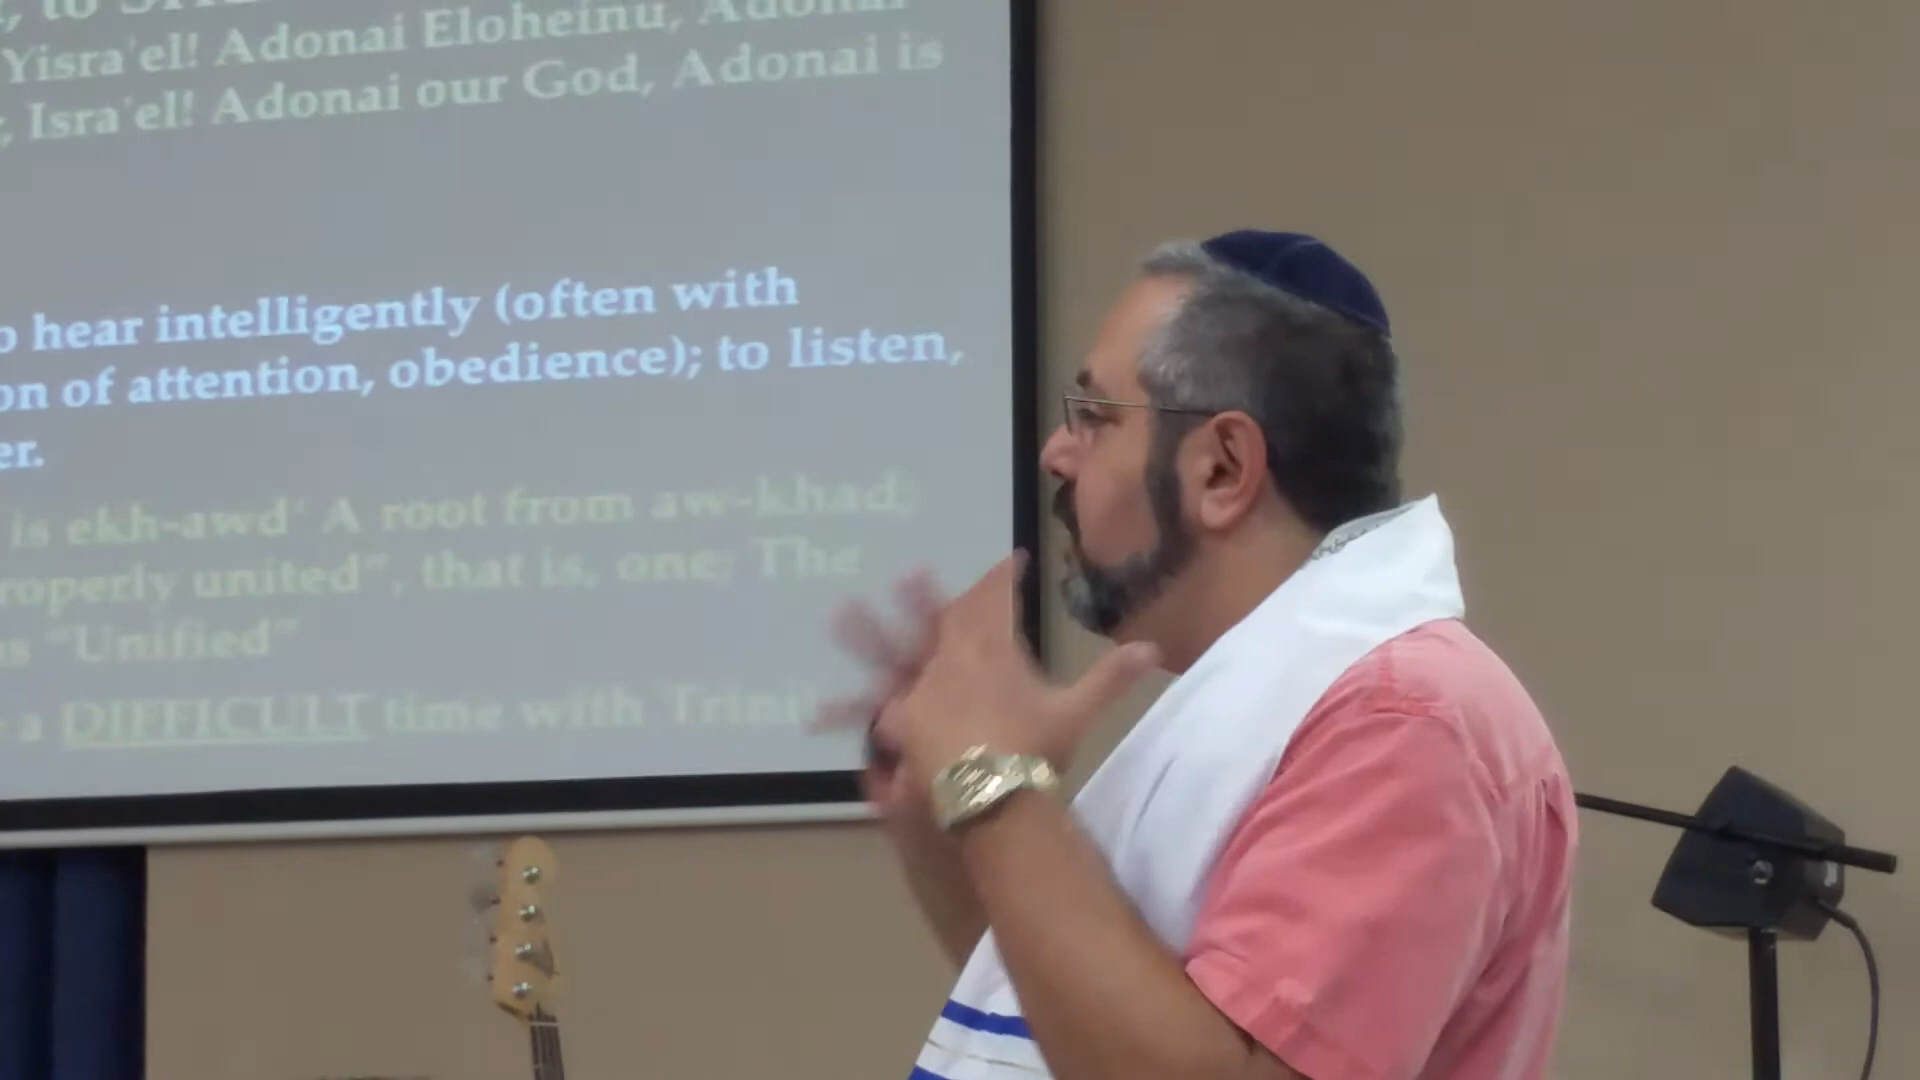 , to
Yisra'el! Adonai Eloheinu, Adonai
, Isra'el! Adonai our God, Adonai is
o hear intelligently (often with
on of attention, obedience); to listen,
er.
is ekh-awd' A root from aw-khad;
roperly united", that is, one; The
as "Unified"
a DIFFICULT time with